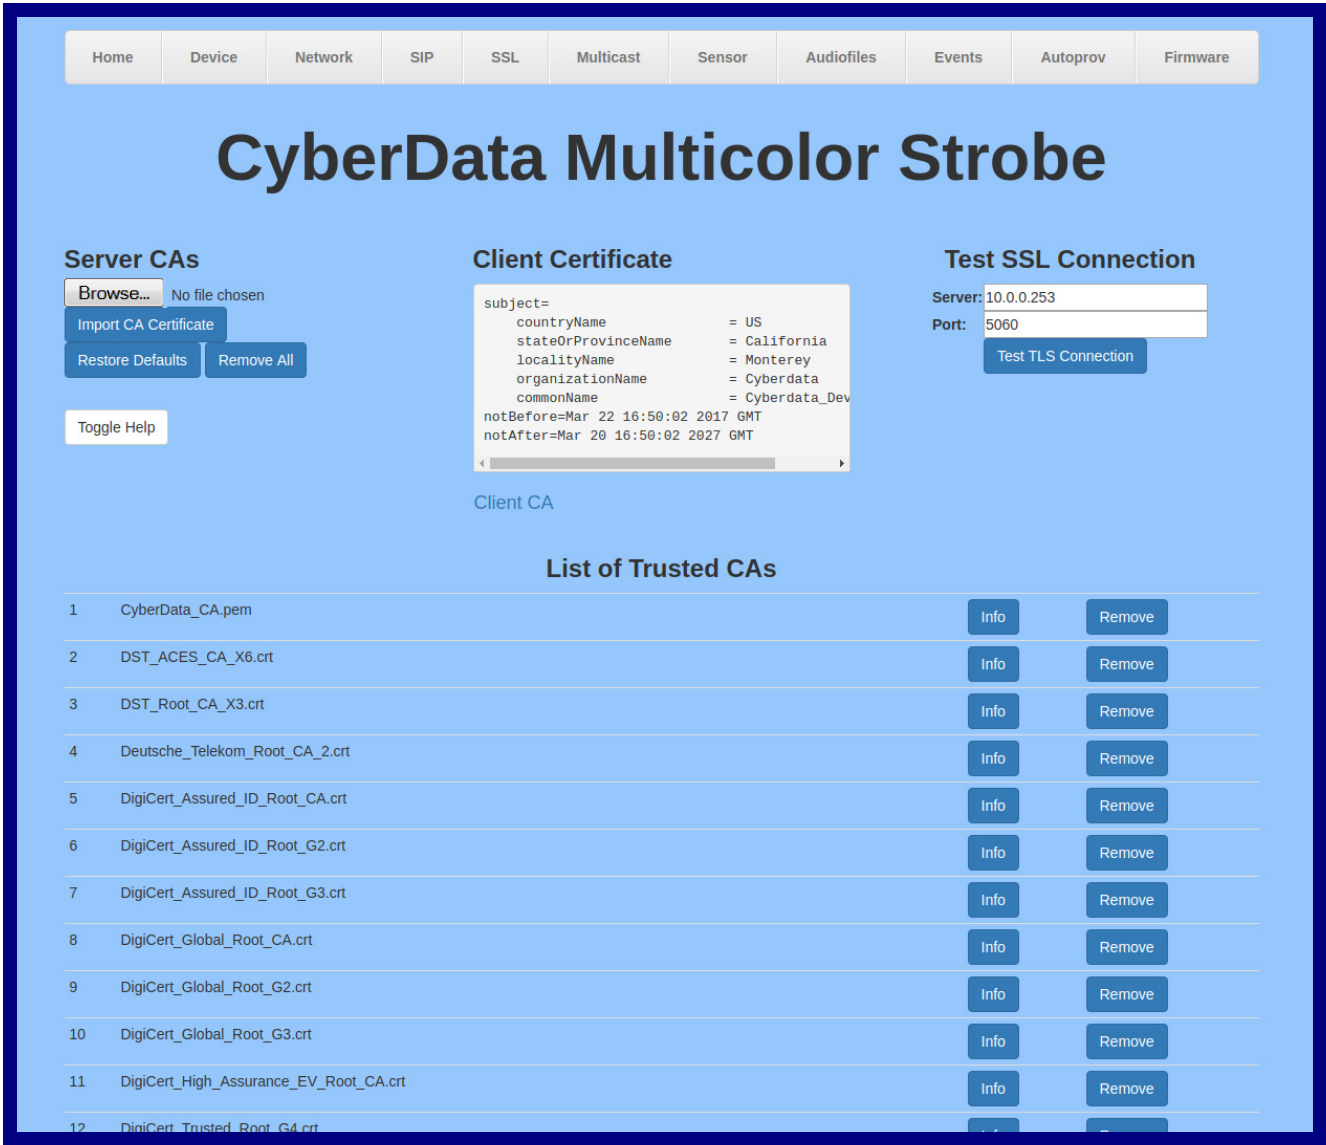 Home Device Network SIP SSL Multicast Sensor Audiofiles Events Autoprov Firmware
CyberData Multicolor Strobe
Server CAs
Browse... No file chosen
Import CA Certificate
Restore Defaults Remove All
Toggle Help
Client Certificate
subject=
countryName = US
stateOrProvinceName = California
localityName = Monterey
organizationName = Cyberdata
commonName = Cyberdata_Dev
notBefore=Mar 22 16:50:02 2017 GMT
notAfter=Mar 20 16:50:02 2027 GMT
Client CA
Test SSL Connection
Server: 10.0.0.253
Port: 5060
Test TLS Connection
List of Trusted CAs
1 CyberData_CA.pem Info Remove
2 DST_ACES_CA_X6.crt Info Remove
3 DST_Root_CA_X3.crt Info Remove
4 Deutsche_Telekom_Root_CA_2.crt Info Remove
5 DigiCert_Assured_ID_Root_CA.crt Info Remove
6 DigiCert_Assured_ID_Root_G2.crt Info Remove
7 DigiCert_Assured_ID_Root_G3.crt Info Remove
8 DigiCert_Global_Root_CA.crt Info Remove
9 DigiCert_Global_Root_G2.crt Info Remove
10 DigiCert_Global_Root_G3.crt Info Remove
11 DigiCert_High_Assurance_EV_Root_CA.crt Info Remove
12 DigiCert_Trusted_Root_G4.crt